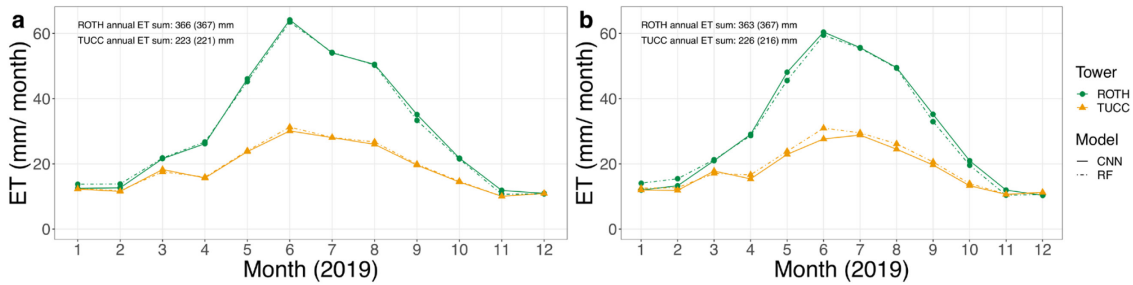 a
ROTH annual ET sum: 366 (367) mm
TUCC annual ET sum: 223 (221) mm
60
40
20
0
ET (mm/ month)
1 2 3 4 5 6 7 8 9 10 11 12
Month (2019)
b
ROTH annual ET sum: 363 (367) mm
TUCC annual ET sum: 226 (216) mm
60
40
20
0
ET (mm/ month)
1 2 3 4 5 6 7 8 9 10 11 12
Month (2019)
Tower
ROTH
TUCC
Model
CNN
RF